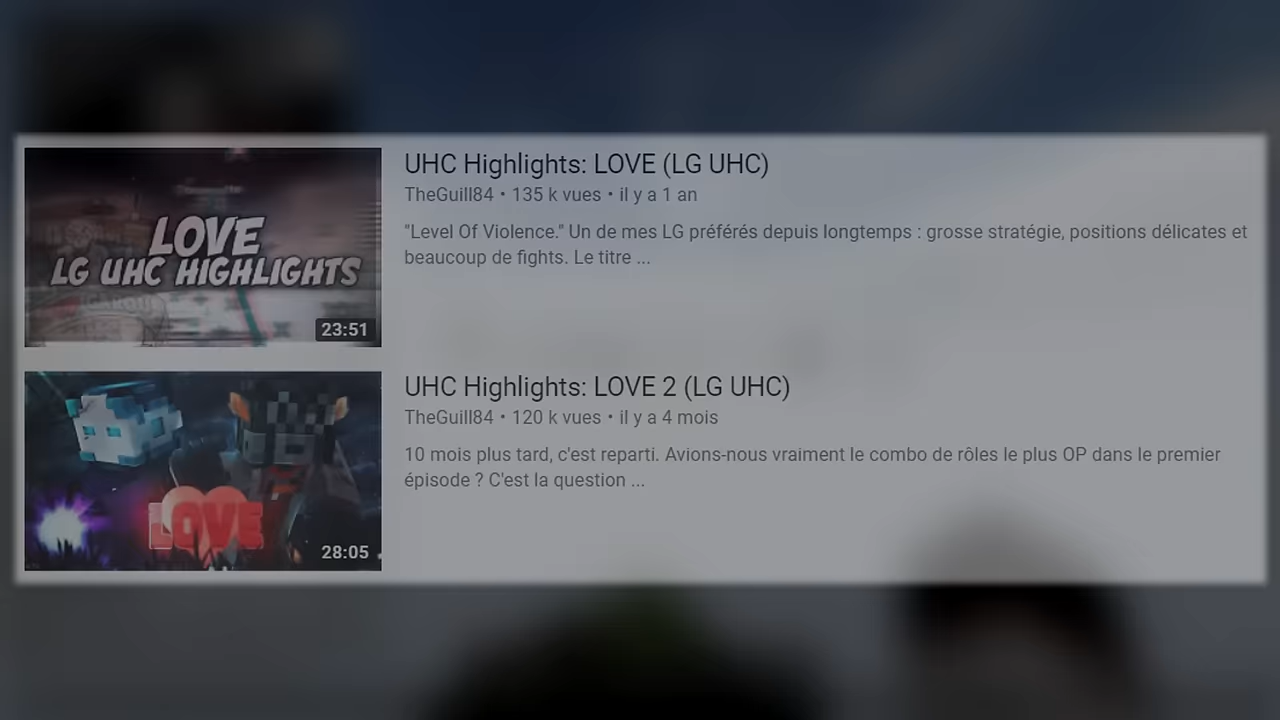 UHC Highlights: LOVE (LG UHC)
TheGuill84 • 135 k vues • il y a 1 an
"Level Of Violence." Un de mes LG préférés depuis longtemps : grosse stratégie, positions délicates et
beaucoup de fights. Le titre ...
LOVE
LG UHC HIGHLIGHTS
23:51
UHC Highlights: LOVE 2 (LG UHC)
TheGuill84 • 120 k vues • il y a 4 mois
10 mois plus tard, c'est reparti. Avions-nous vraiment le combo de rôles le plus OP dans le premier
épisode ? C'est la question ...
LOVE
28:05